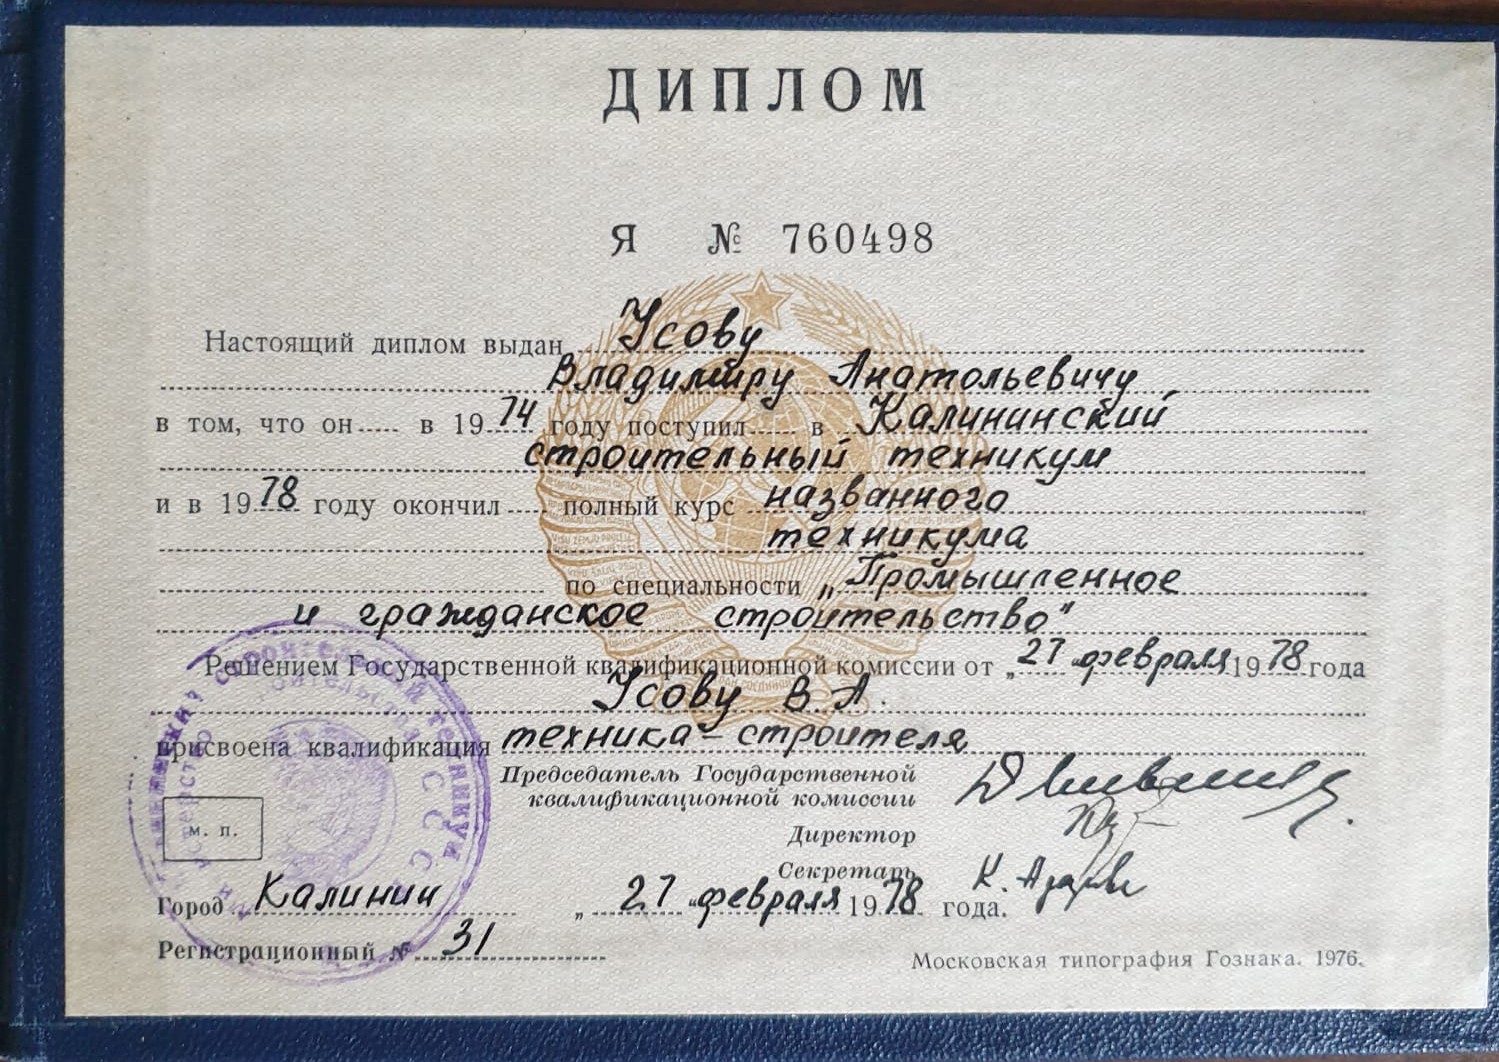 ДИПЛОМ
Я № 760498
Настоящий диплом выдан Усову
Владимиру Анатольевичу
в том, что он в 1974 году поступил в Калининский
строительный техникум
и в 1978 году окончил полный курс названного
техникума
по специальности „Промышленное
и гражданское строительство"
Решением Государственной квалификационной комиссии от „27" февраля 1978 года
Усову В. А.
присвоена квалификация техника-строителя
Председатель Государственной
квалификационной комиссии
Директор
Секретарь
м. п.
Город Калинин „27" февраля 1978 года.
Регистрационный № 31
Московская типография Гознака. 1976.